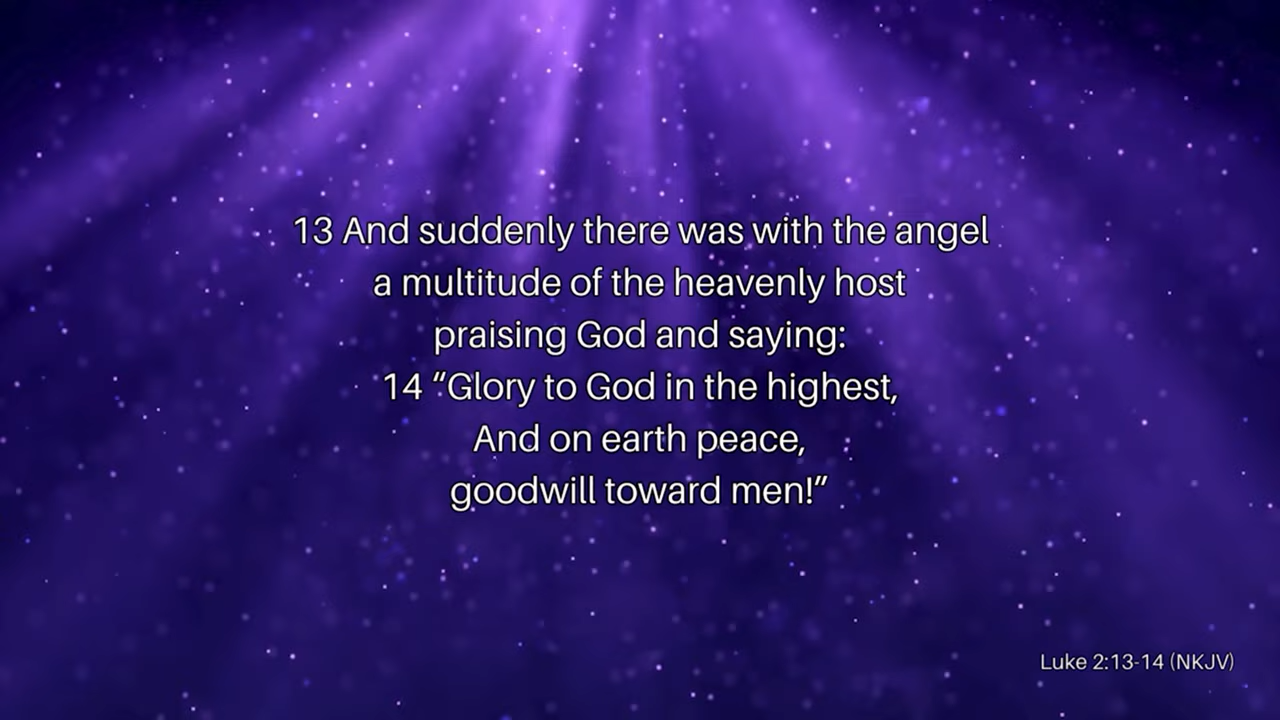 13 And suddenly there was with the angel
a multitude of the heavenly host
praising God and saying:
14 “Glory to God in the highest,
And on earth peace,
goodwill toward men!”
Luke 2:13-14 (NKJV)